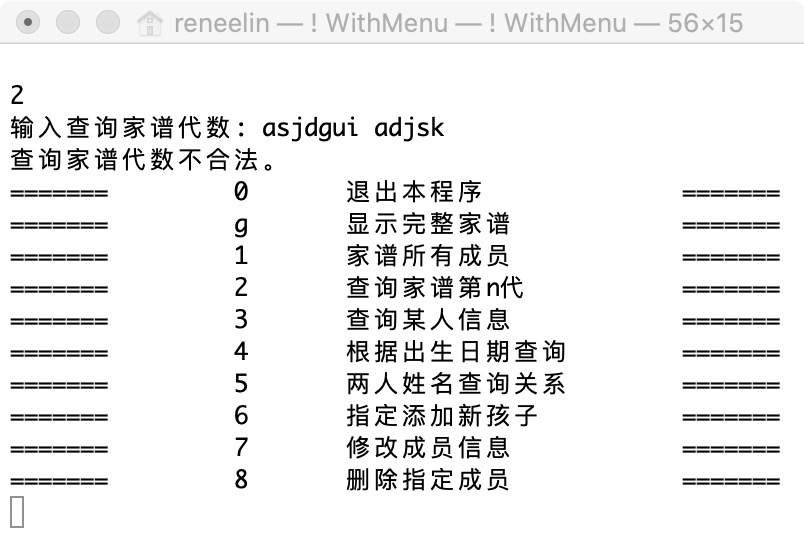 reneelin — ! WithMenu — ! WithMenu — 56×15
2
输入查询家谱代数: asjdgui adjsk
查询家谱代数不合法。
======= 0 退出本程序 =======
======= g 显示完整家谱 =======
======= 1 家谱所有成员 =======
======= 2 查询家谱第n代 =======
======= 3 查询某人信息 =======
======= 4 根据出生日期查询 =======
======= 5 两人姓名查询关系 =======
======= 6 指定添加新孩子 =======
======= 7 修改成员信息 =======
======= 8 删除指定成员 =======